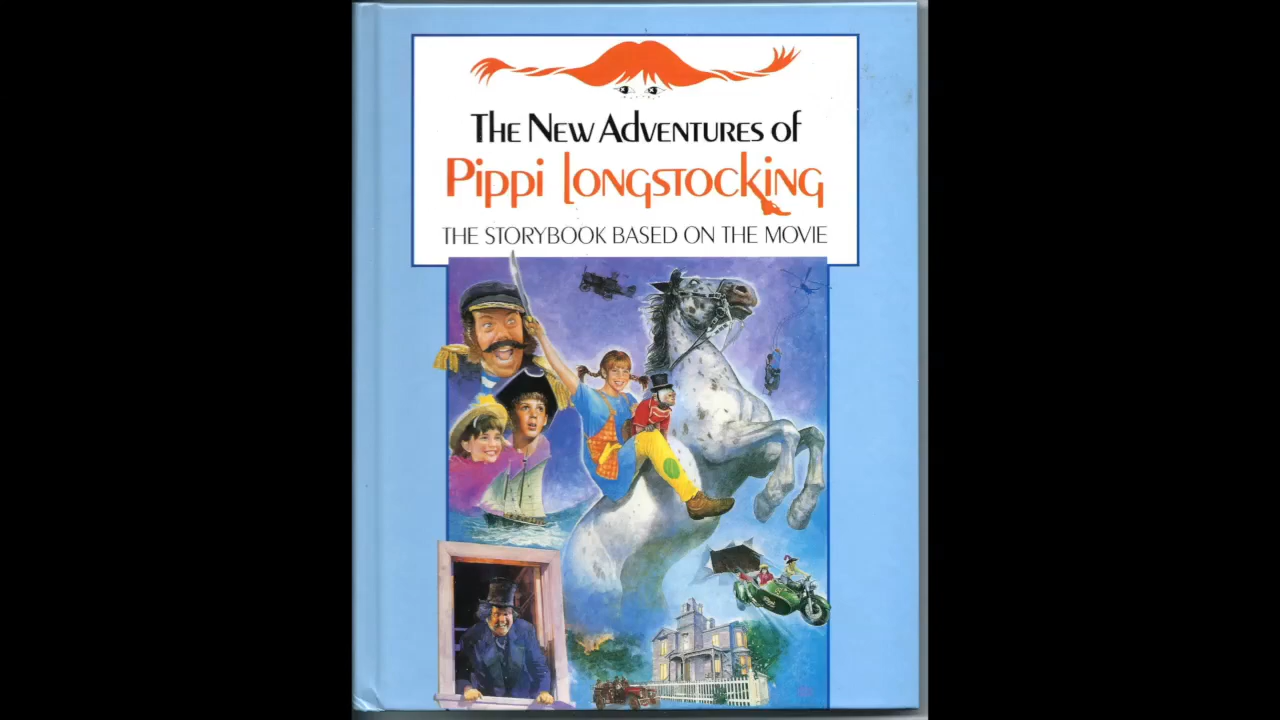 The New Adventures of
Pippi Longstocking
THE STORYBOOK BASED ON THE MOVIE